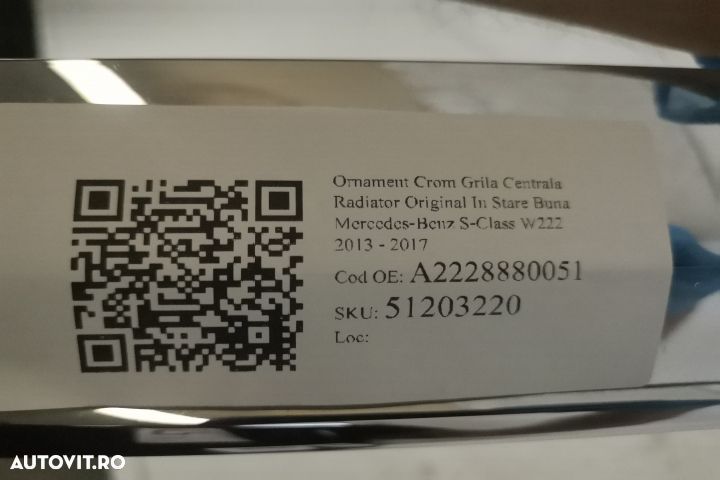 Ornament Crom Grila Centrala
Radiator Original In Stare Buna
Mercedes-Benz S-Class W222
2013 - 2017
Cod OE: A2228880051
SKU: 51203220
Loc:
AUTOVIT.RO